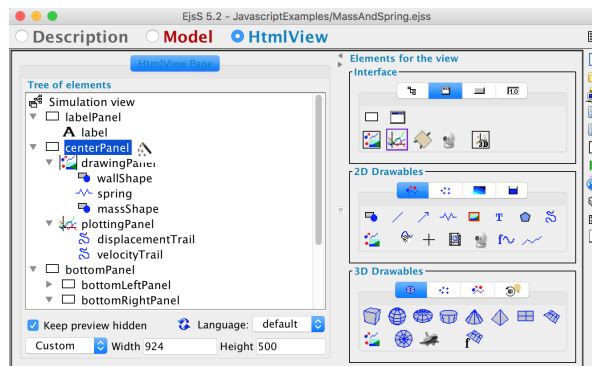 EjsS 5.2 - JavascriptExamples/MassAndSpring.ejss
Description Model HtmlView
HtmlView Page
Tree of elements
Simulation view
labelPanel
A label
centerPanel
drawingPanel
wallShape
spring
massShape
plottingPanel
displacementTrail
velocityTrail
bottomPanel
bottomLeftPanel
bottomRightPanel
Keep preview hidden Language: default
Custom Width 924 Height 500
Elements for the view
Interface
2D Drawables
T
3D Drawables